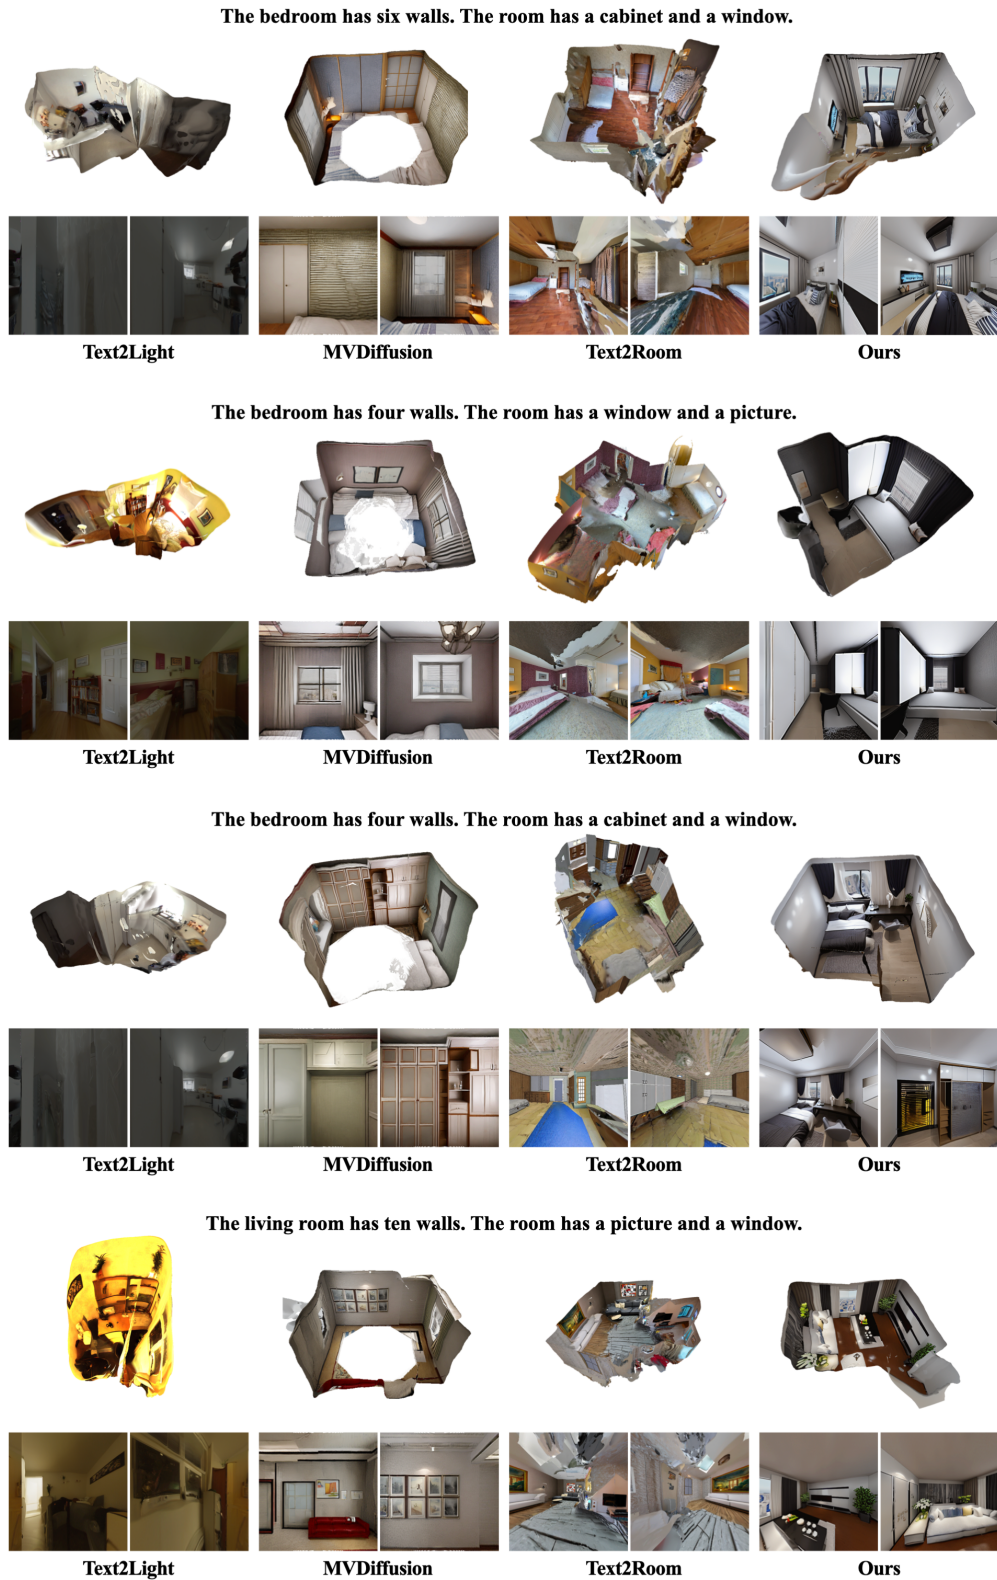 The bedroom has six walls. The room has a cabinet and a window.
Text2Light MVDiffusion Text2Room Ours
The bedroom has four walls. The room has a window and a picture.
Text2Light MVDiffusion Text2Room Ours
The bedroom has four walls. The room has a cabinet and a window.
Text2Light MVDiffusion Text2Room Ours
The living room has ten walls. The room has a picture and a window.
Text2Light MVDiffusion Text2Room Ours